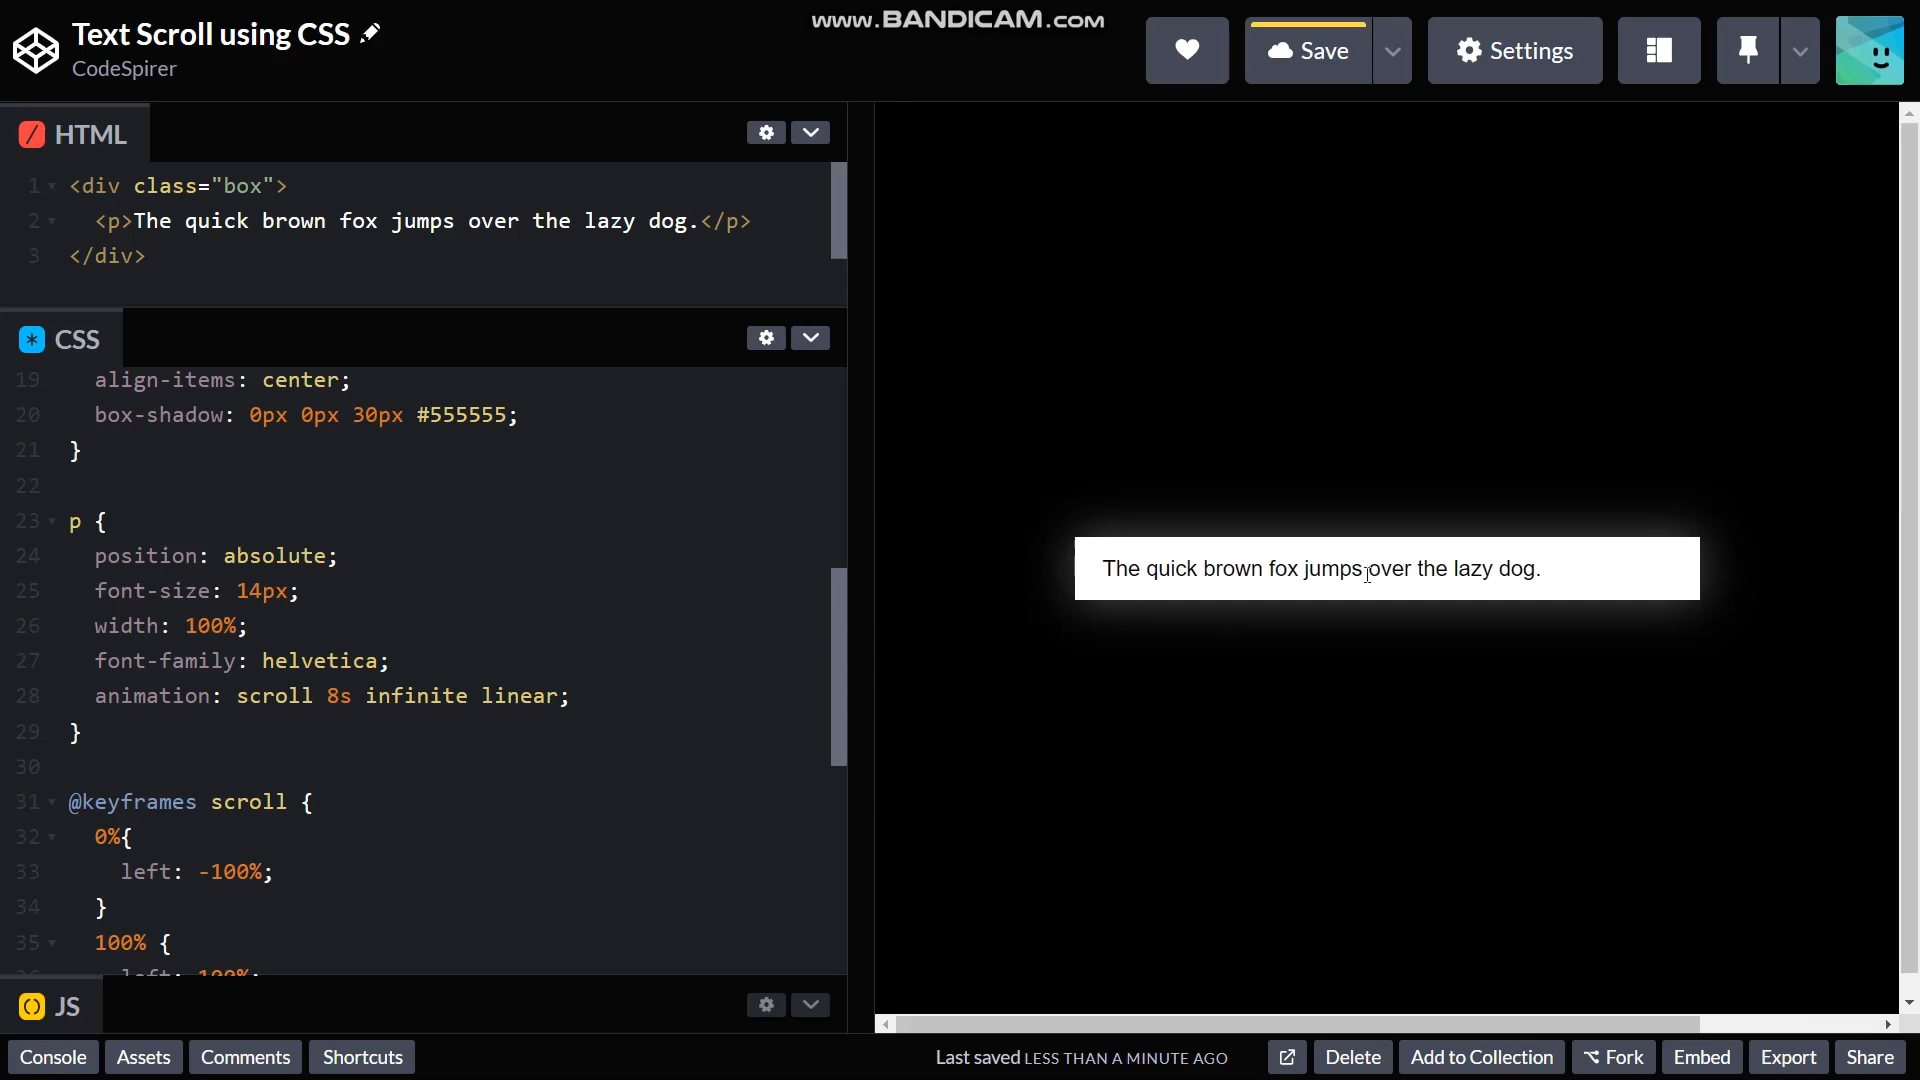 www.BANDICAM.com
Text Scroll using CSS
CodeSpirer
Save
Settings
HTML
1 <div class="box">
2 <p>The quick brown fox jumps over the lazy dog.</p>
3 </div>
CSS
19 align-items: center;
20 box-shadow: 0px 0px 30px #555555;
21 }
22
23 p {
24 position: absolute;
25 font-size: 14px;
26 width: 100%;
27 font-family: helvetica;
28 animation: scroll 8s infinite linear;
29 }
30
31 @keyframes scroll {
32 0%{
33 left: -100%;
34 }
35 100% {
36 left: 100%;
The quick brown fox jumps over the lazy dog.
JS
Console
Assets
Comments
Shortcuts
Last saved LESS THAN A MINUTE AGO
Delete
Add to Collection
Fork
Embed
Export
Share